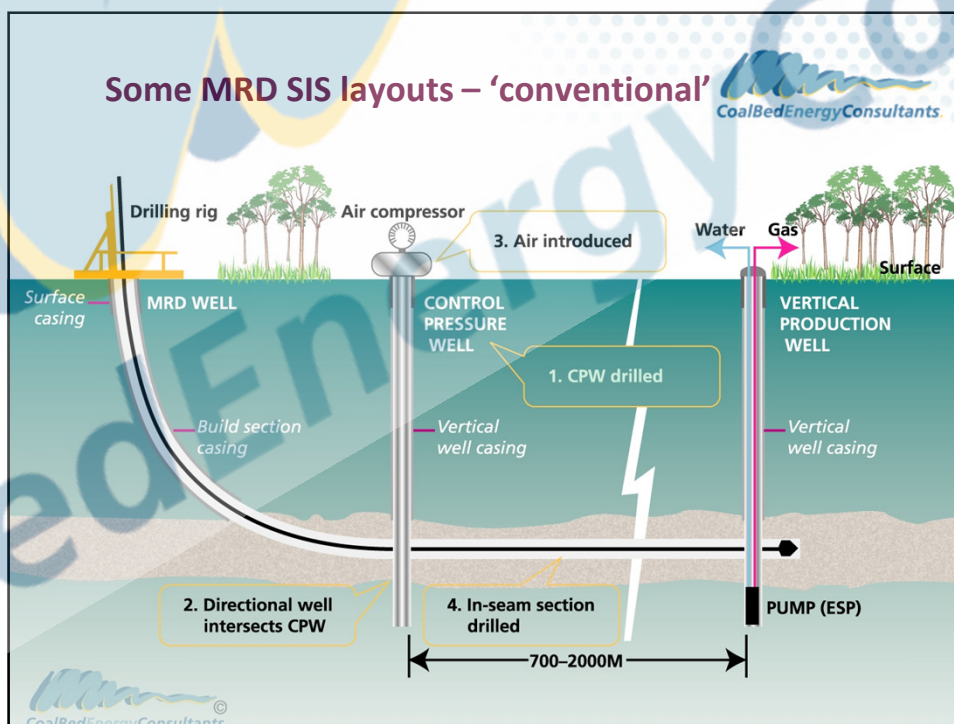 Some MRD SIS layouts – ‘conventional’
CoalBedEnergyConsultants.
Drilling rig
Air compressor
3. Air introduced
Water
Gas
Surface
Surface
casing
MRD WELL
CONTROL
PRESSURE
WELL
VERTICAL
PRODUCTION
WELL
1. CPW drilled
Build section
casing
Vertical
well casing
Vertical
well casing
2. Directional well
intersects CPW
4. In-seam section
drilled
PUMP (ESP)
700–2000M
©
CoalBedEnergyConsultants
edEnergyCo